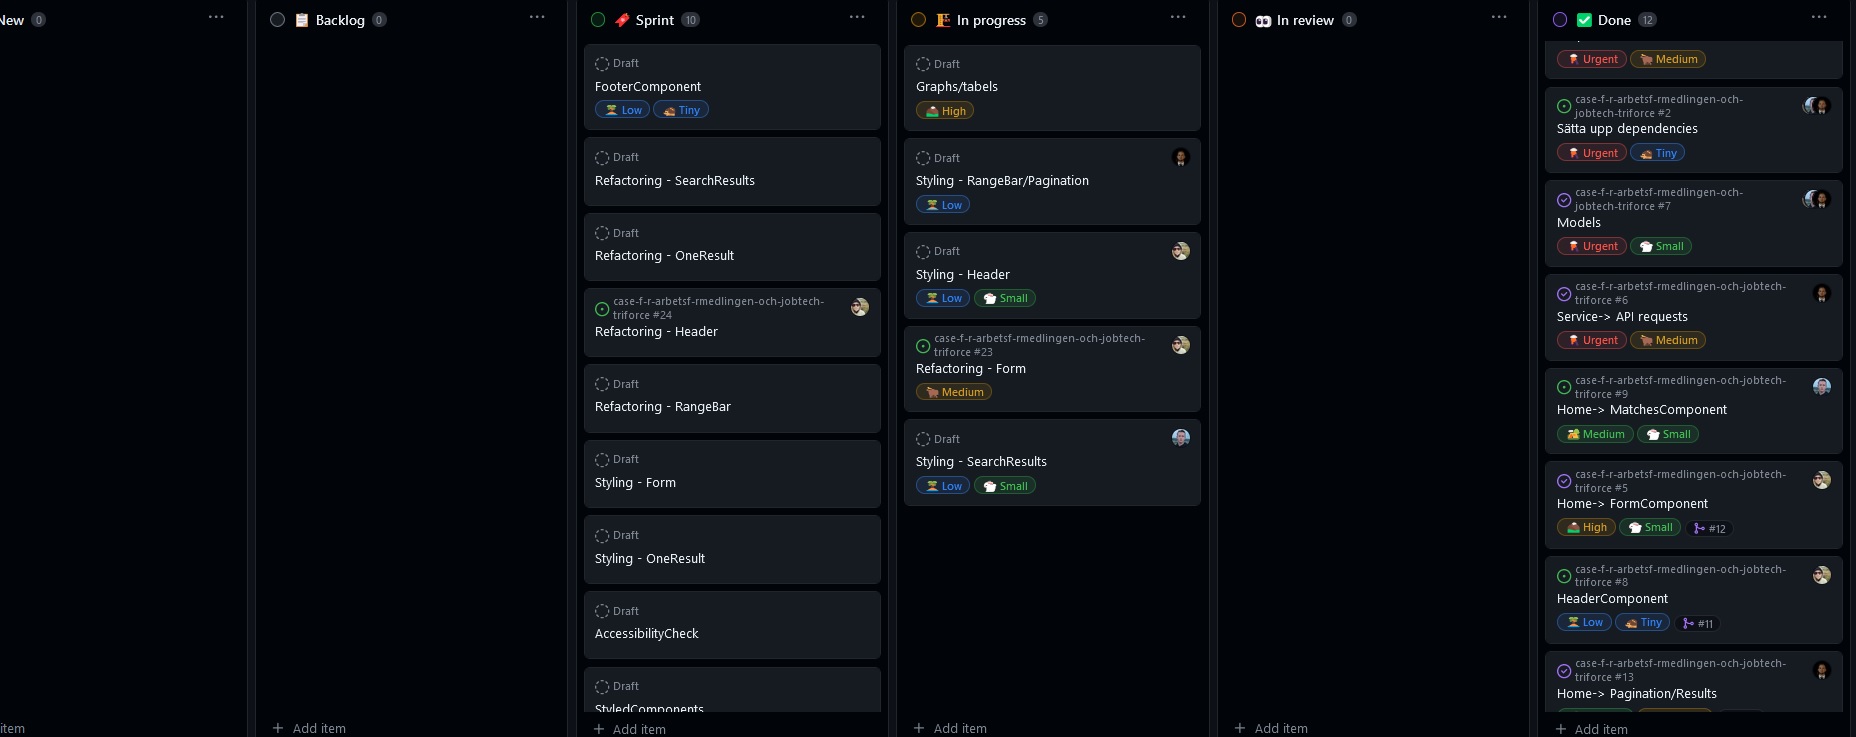 New 0
Backlog 0
Sprint 10
In progress 5
In review 0
Done 12
item
Add item
Draft
FooterComponent
Low Tiny
Draft
Refactoring - SearchResults
Draft
Refactoring - OneResult
case-f-r-arbetsf-rmedlingen-och-jobtech-
triforce #24
Refactoring - Header
Draft
Refactoring - RangeBar
Draft
Styling - Form
Draft
Styling - OneResult
Draft
AccessibilityCheck
Draft
StyledComponents
Add item
Draft
Graphs/tabels
High
Draft
Styling - RangeBar/Pagination
Low
Draft
Styling - Header
Low Small
case-f-r-arbetsf-rmedlingen-och-jobtech-
triforce #23
Refactoring - Form
Medium
Draft
Styling - SearchResults
Low Small
Add item
Add item
Urgent Medium
case-f-r-arbetsf-rmedlingen-och-
jobtech-triforce #2
Sätta upp dependencies
Urgent Tiny
case-f-r-arbetsf-rmedlingen-och-
jobtech-triforce #7
Models
Urgent Small
case-f-r-arbetsf-rmedlingen-och-jobtech-
triforce #6
Service-> API requests
Urgent Medium
case-f-r-arbetsf-rmedlingen-och-jobtech-
triforce #9
Home-> MatchesComponent
Medium Small
case-f-r-arbetsf-rmedlingen-och-jobtech-
triforce #5
Home-> FormComponent
High Small #12
case-f-r-arbetsf-rmedlingen-och-jobtech-
triforce #8
HeaderComponent
Low Tiny #11
case-f-r-arbetsf-rmedlingen-och-jobtech-
triforce #13
Home-> Pagination/Results
Add item